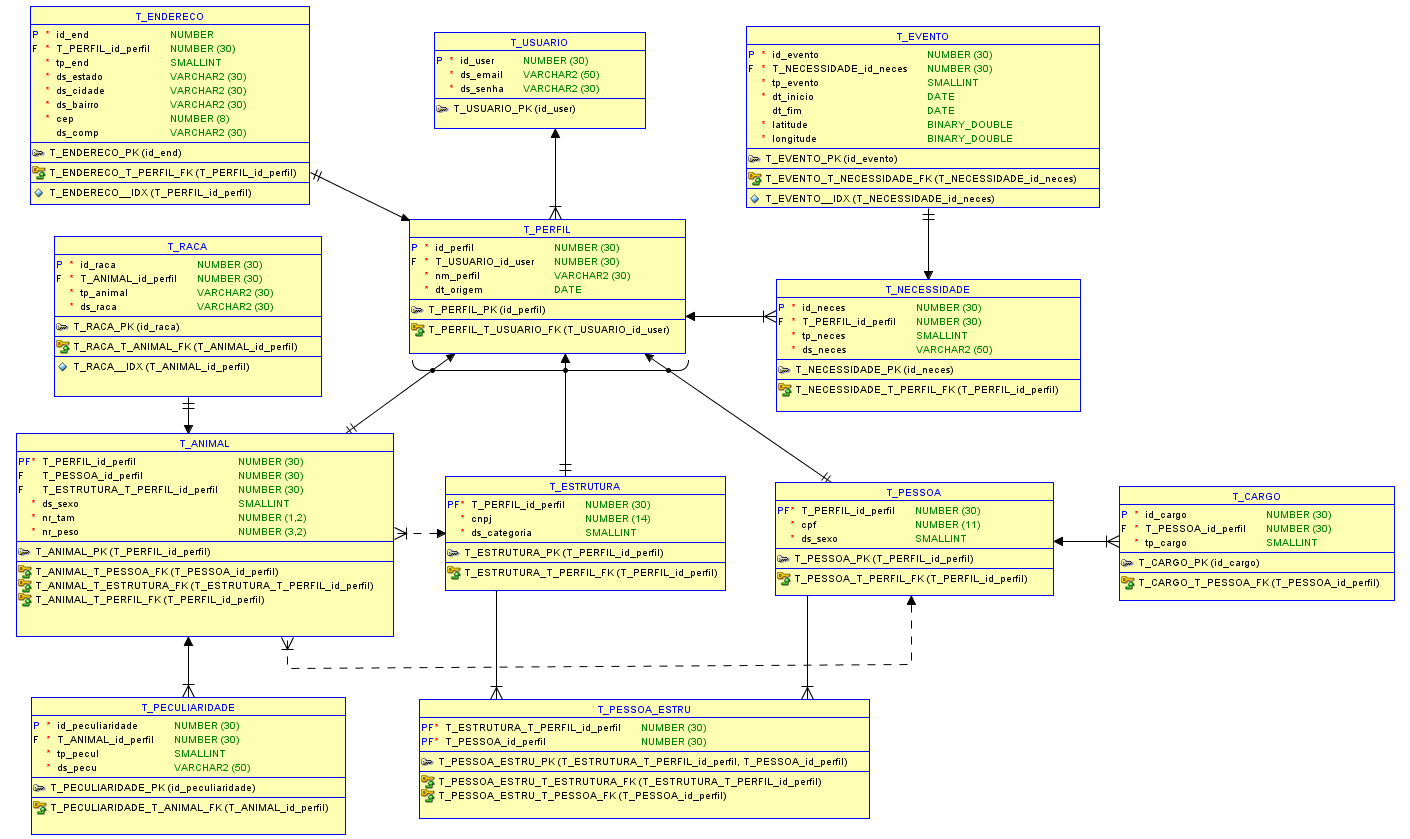 T_ENDERECO
P * id_end NUMBER
F * T_PERFIL_id_perfil NUMBER (30)
* tp_end SMALLINT
* ds_estado VARCHAR2 (30)
* ds_cidade VARCHAR2 (30)
* ds_bairro VARCHAR2 (30)
* cep NUMBER (8)
ds_comp VARCHAR2 (30)
T_ENDERECO_PK (id_end)
T_ENDERECO_T_PERFIL_FK (T_PERFIL_id_perfil)
T_ENDERECO__IDX (T_PERFIL_id_perfil)
T_USUARIO
P * id_user NUMBER (30)
* ds_email VARCHAR2 (50)
* ds_senha VARCHAR2 (30)
T_USUARIO_PK (id_user)
T_EVENTO
P * id_evento NUMBER (30)
F * T_NECESSIDADE_id_neces NUMBER (30)
* tp_evento SMALLINT
* dt_inicio DATE
dt_fim DATE
* latitude BINARY_DOUBLE
* longitude BINARY_DOUBLE
T_EVENTO_PK (id_evento)
T_EVENTO_T_NECESSIDADE_FK (T_NECESSIDADE_id_neces)
T_EVENTO__IDX (T_NECESSIDADE_id_neces)
T_RACA
P * id_raca NUMBER (30)
F * T_ANIMAL_id_perfil NUMBER (30)
* tp_animal VARCHAR2 (30)
* ds_raca VARCHAR2 (30)
T_RACA_PK (id_raca)
T_RACA_T_ANIMAL_FK (T_ANIMAL_id_perfil)
T_RACA__IDX (T_ANIMAL_id_perfil)
T_PERFIL
P * id_perfil NUMBER (30)
F * T_USUARIO_id_user NUMBER (30)
* nm_perfil VARCHAR2 (30)
* dt_origem DATE
T_PERFIL_PK (id_perfil)
T_PERFIL_T_USUARIO_FK (T_USUARIO_id_user)
T_NECESSIDADE
P * id_neces NUMBER (30)
F * T_PERFIL_id_perfil NUMBER (30)
* tp_neces SMALLINT
* ds_neces VARCHAR2 (50)
T_NECESSIDADE_PK (id_neces)
T_NECESSIDADE_T_PERFIL_FK (T_PERFIL_id_perfil)
T_ANIMAL
PF* T_PERFIL_id_perfil NUMBER (30)
F T_PESSOA_id_perfil NUMBER (30)
F T_ESTRUTURA_T_PERFIL_id_perfil NUMBER (30)
* ds_sexo SMALLINT
* nr_tam NUMBER (1,2)
* nr_peso NUMBER (3,2)
T_ANIMAL_PK (T_PERFIL_id_perfil)
T_ANIMAL_T_PESSOA_FK (T_PESSOA_id_perfil)
T_ANIMAL_T_ESTRUTURA_FK (T_ESTRUTURA_T_PERFIL_id_perfil)
T_ANIMAL_T_PERFIL_FK (T_PERFIL_id_perfil)
T_ESTRUTURA
PF* T_PERFIL_id_perfil NUMBER (30)
* cnpj NUMBER (14)
* ds_categoria SMALLINT
T_ESTRUTURA_PK (T_PERFIL_id_perfil)
T_ESTRUTURA_T_PERFIL_FK (T_PERFIL_id_perfil)
T_PESSOA
PF* T_PERFIL_id_perfil NUMBER (30)
* cpf NUMBER (11)
* ds_sexo SMALLINT
T_PESSOA_PK (T_PERFIL_id_perfil)
T_PESSOA_T_PERFIL_FK (T_PERFIL_id_perfil)
T_CARGO
P * id_cargo NUMBER (30)
F * T_PESSOA_id_perfil NUMBER (30)
* tp_cargo SMALLINT
T_CARGO_PK (id_cargo)
T_CARGO_T_PESSOA_FK (T_PESSOA_id_perfil)
T_PECULIARIDADE
P * id_peculiaridade NUMBER (30)
F * T_ANIMAL_id_perfil NUMBER (30)
* tp_pecul SMALLINT
* ds_pecu VARCHAR2 (50)
T_PECULIARIDADE_PK (id_peculiaridade)
T_PECULIARIDADE_T_ANIMAL_FK (T_ANIMAL_id_perfil)
T_PESSOA_ESTRU
PF* T_ESTRUTURA_T_PERFIL_id_perfil NUMBER (30)
PF* T_PESSOA_id_perfil NUMBER (30)
T_PESSOA_ESTRU_PK (T_ESTRUTURA_T_PERFIL_id_perfil, T_PESSOA_id_perfil)
T_PESSOA_ESTRU_T_ESTRUTURA_FK (T_ESTRUTURA_T_PERFIL_id_perfil)
T_PESSOA_ESTRU_T_PESSOA_FK (T_PESSOA_id_perfil)